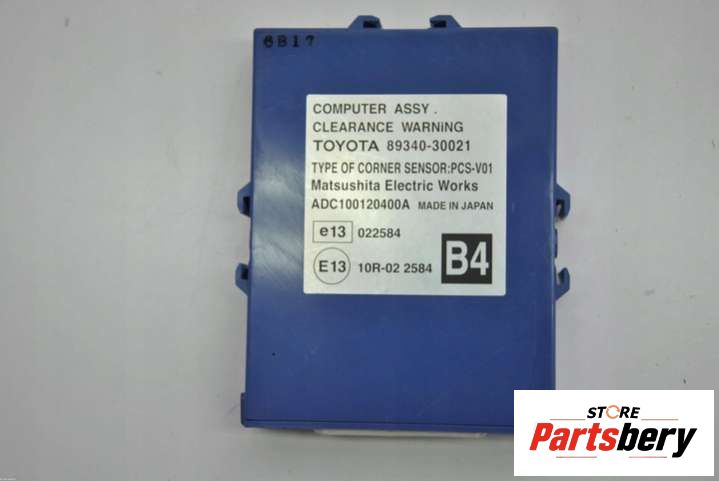 6B17
COMPUTER ASSY .
CLEARANCE WARNING
TOYOTA 89340-30021
TYPE OF CORNER SENSOR:PCS-V01
Matsushita Electric Works
ADC100120400A MADE IN JAPAN
e13 022584
E13 10R-02 2584
B4
STORE
Partsbery